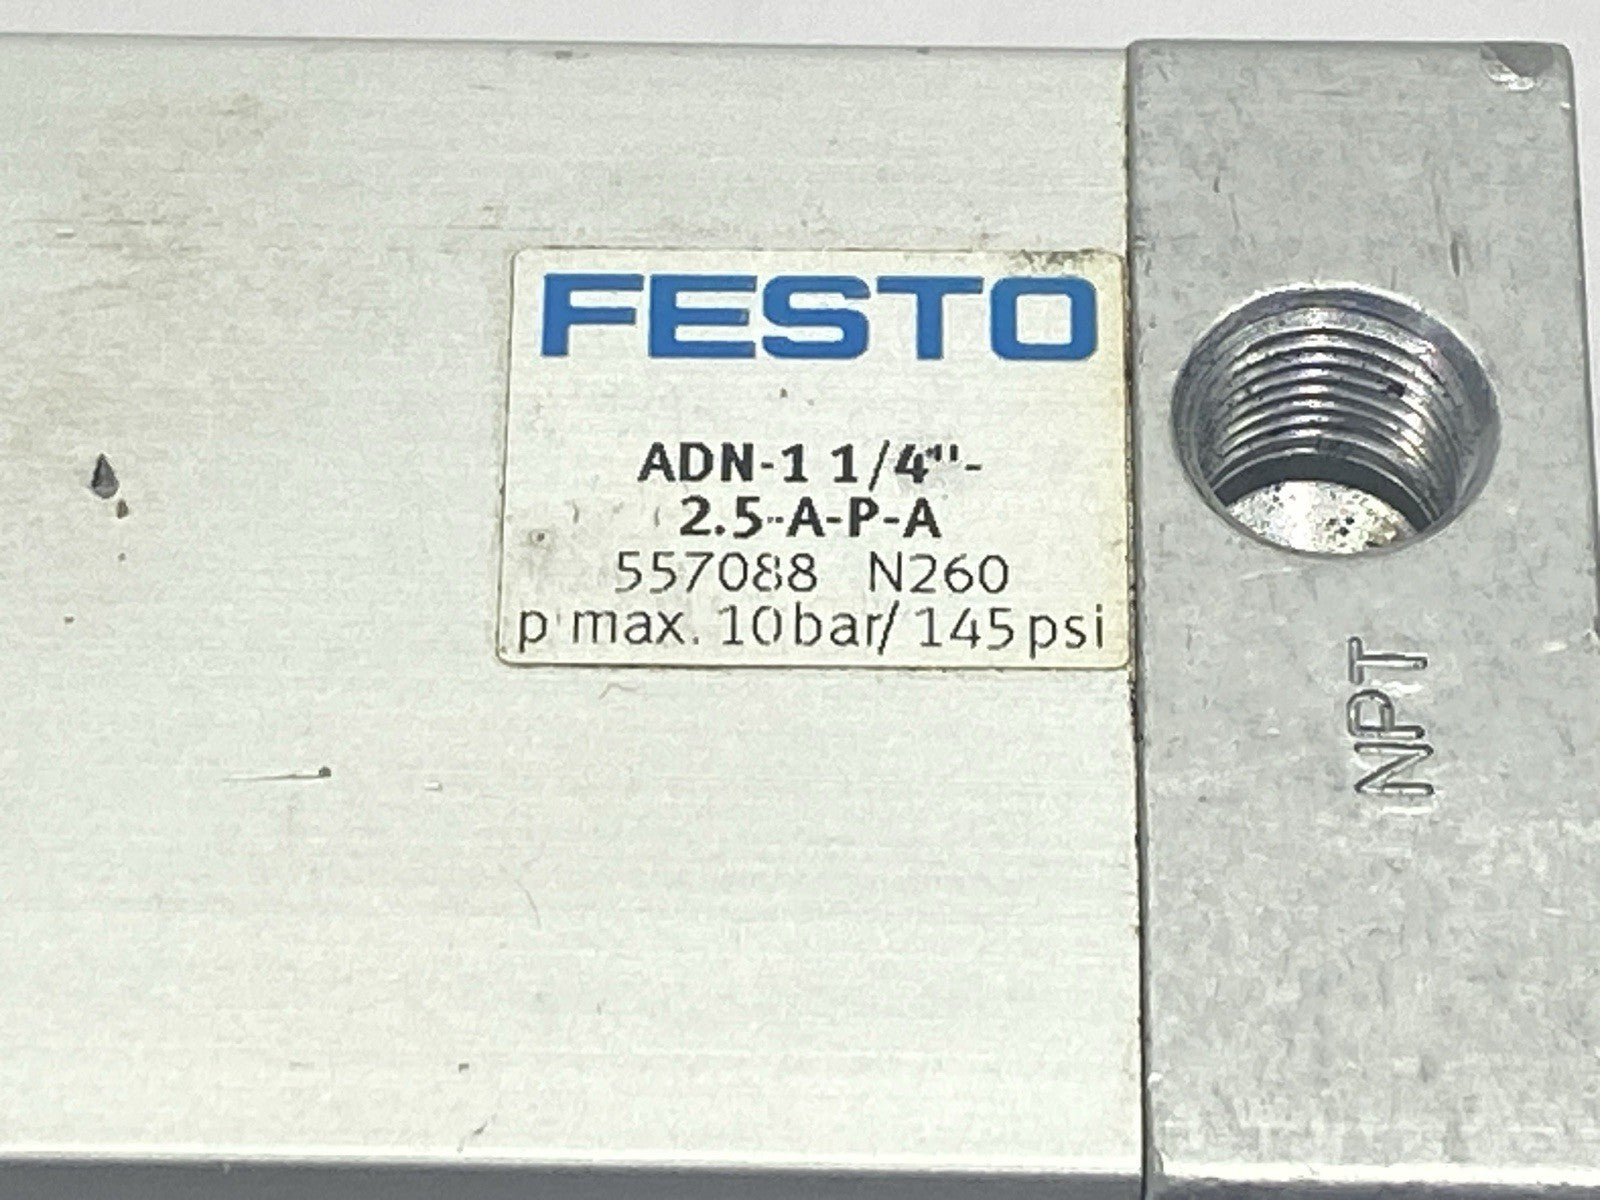 FESTO
ADN-1 1/4"-
2.5-A-P-A
557088 N260
p max. 10bar/145psi
NPT